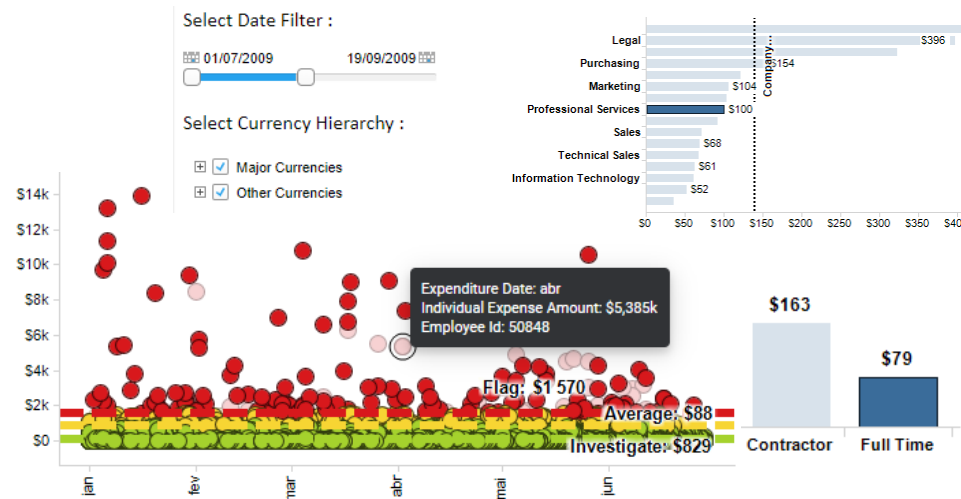 Select Date Filter :
01/07/2009 19/09/2009
Select Currency Hierarchy :
Major Currencies
Other Currencies
Legal $396
Purchasing $154
Marketing $104
Professional Services $100
Sales
$68
Technical Sales
$61
Information Technology
$52
Company...
$0 $50 $100 $150 $200 $250 $300 $350 $40
$14k
$12k
$10k
$8k
$6k
$4k
$2k
$0
Expenditure Date: abr
Individual Expense Amount: $5,385k
Employee Id: 50848
Flag: $1 570
Average: $88
Investigate: $829
jan fev mar abr mai jun
$163
$79
Contractor Full Time